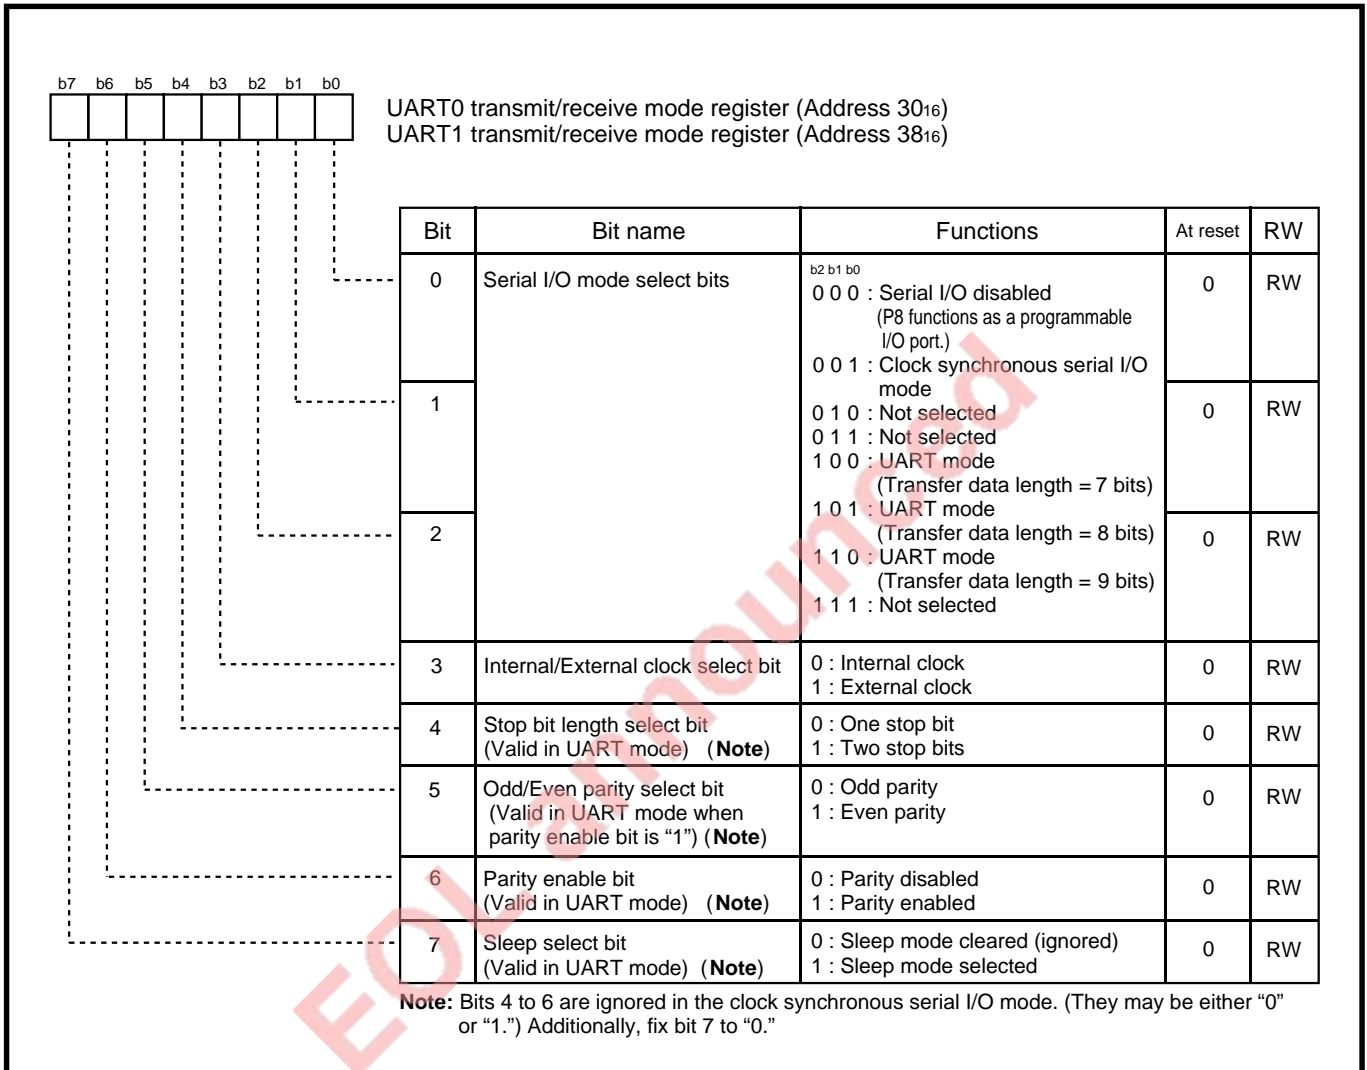 b7 b6 b5 b4 b3 b2 b1 b0
UART0 transmit/receive mode register (Address 3016)
UART1 transmit/receive mode register (Address 3816)
Bit Bit name Functions At reset RW
0 Serial I/O mode select bits 0 RW
b2 b1 b0
0 0 0 : Serial I/O disabled
(P8 functions as a programmable
I/O port.)
0 0 1 : Clock synchronous serial I/O
mode
1 0 RW
0 1 0 : Not selected
0 1 1 : Not selected
1 0 0 : UART mode
(Transfer data length = 7 bits)
1 0 1 : UART mode
2 (Transfer data length = 8 bits) 0 RW
1 1 0 : UART mode
(Transfer data length = 9 bits)
1 1 1 : Not selected
3 Internal/External clock select bit 0 : Internal clock 0 RW
1 : External clock
4 Stop bit length select bit 0 : One stop bit 0 RW
(Valid in UART mode) (Note) 1 : Two stop bits
5 Odd/Even parity select bit 0 : Odd parity 0 RW
(Valid in UART mode when 1 : Even parity
parity enable bit is “1”) (Note)
6 Parity enable bit 0 : Parity disabled 0 RW
(Valid in UART mode) (Note) 1 : Parity enabled
7 Sleep select bit 0 : Sleep mode cleared (ignored) 0 RW
(Valid in UART mode) (Note) 1 : Sleep mode selected
Note: Bits 4 to 6 are ignored in the clock synchronous serial I/O mode. (They may be either “0”
or “1.”) Additionally, fix bit 7 to “0.”
EOL announced